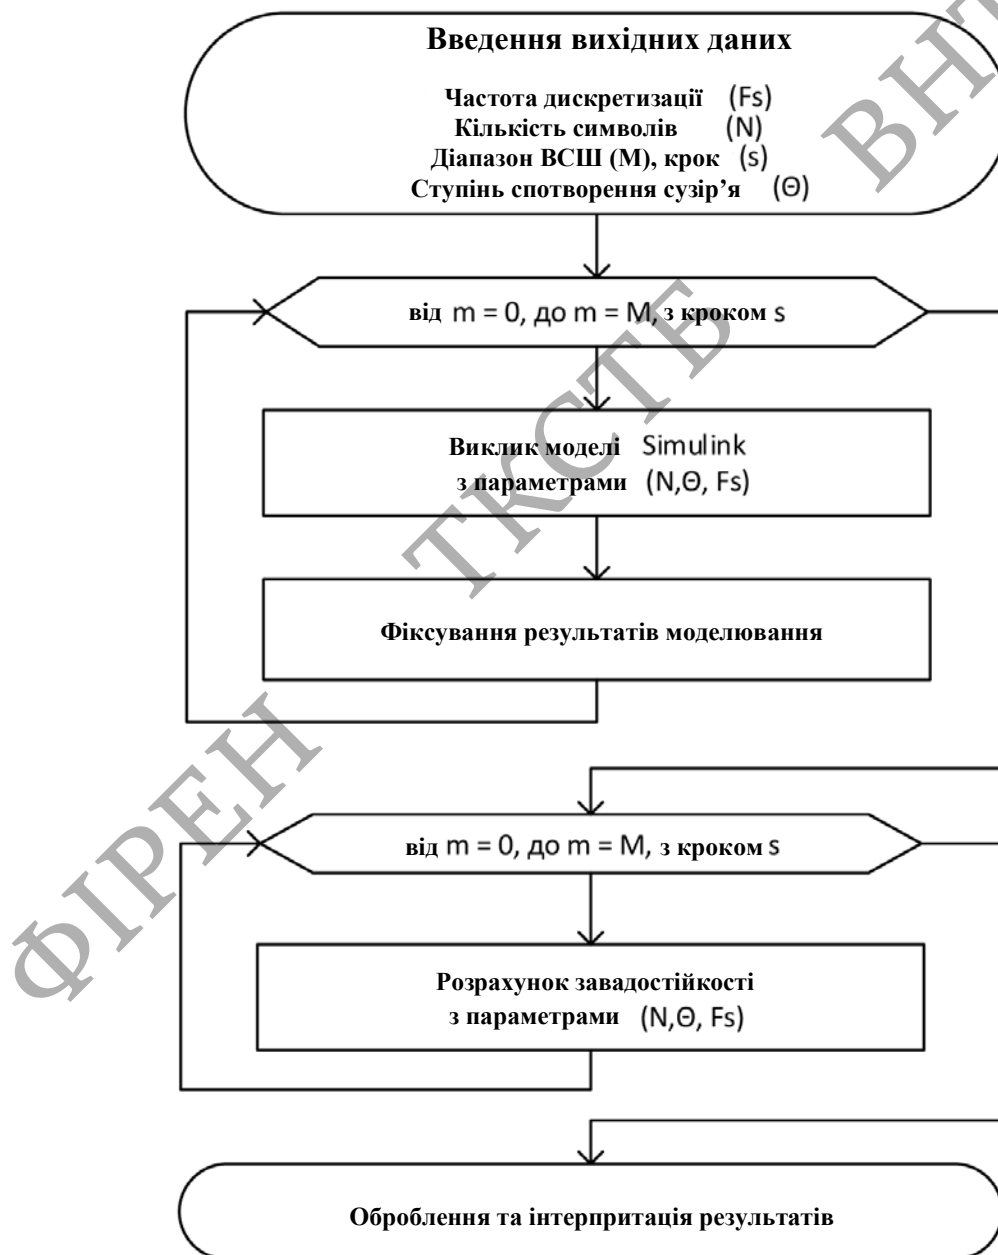 Введення вихідних даних
Частота дискретизації (Fs)
Кількість символів (N)
Діапазон ВСШ (М), крок (s)
Ступінь спотворення сузір’я (Θ)
від m = 0, до m = M, з кроком s
Виклик моделі Simulink
з параметрами (N,Θ, Fs)
Фіксування результатів моделювання
від m = 0, до m = M, з кроком s
Розрахунок завадостійкості
з параметрами (N,Θ, Fs)
Оброблення та інтерпритація результатів
ФІРЕН ТКСТБ ВНТ